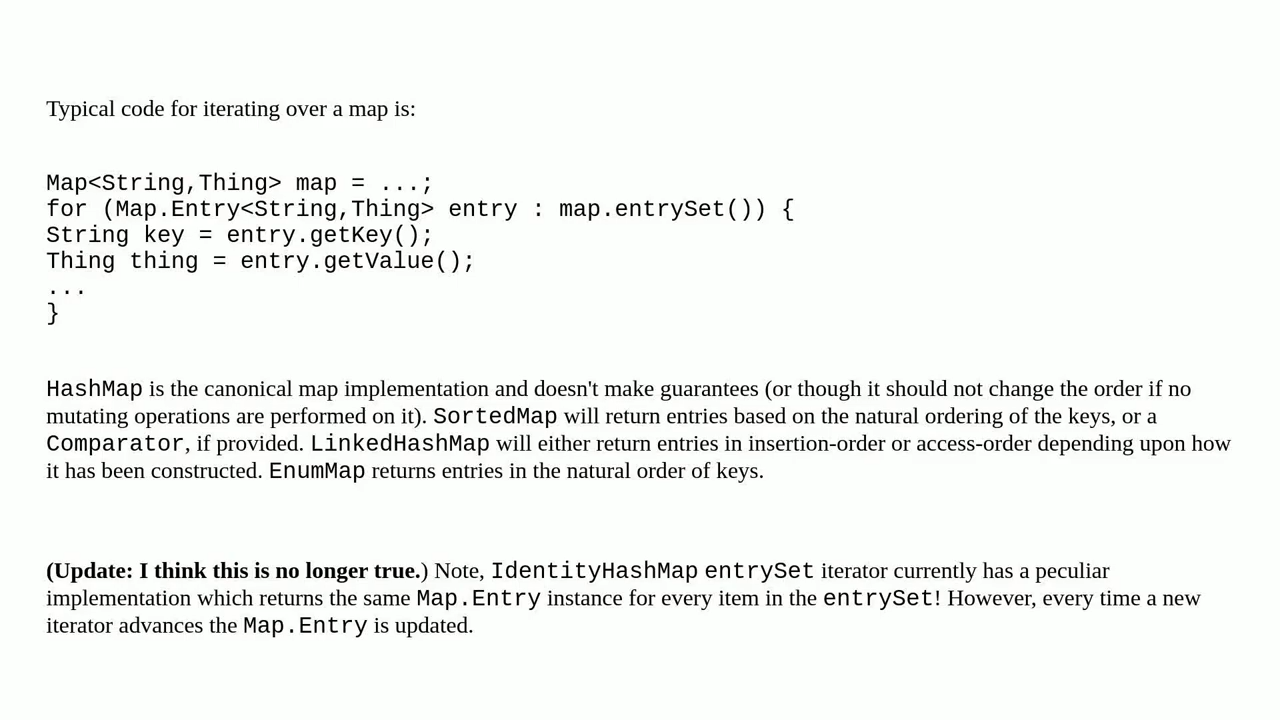 Typical code for iterating over a map is:
Map<String,Thing> map = ...;
for (Map.Entry<String,Thing> entry : map.entrySet()) {
String key = entry.getKey();
Thing thing = entry.getValue();
...
}
HashMap is the canonical map implementation and doesn't make guarantees (or though it should not change the order if no
mutating operations are performed on it). SortedMap will return entries based on the natural ordering of the keys, or a
Comparator, if provided. LinkedHashMap will either return entries in insertion-order or access-order depending upon how
it has been constructed. EnumMap returns entries in the natural order of keys.
(Update: I think this is no longer true.) Note, IdentityHashMap entrySet iterator currently has a peculiar
implementation which returns the same Map.Entry instance for every item in the entrySet! However, every time a new
iterator advances the Map.Entry is updated.